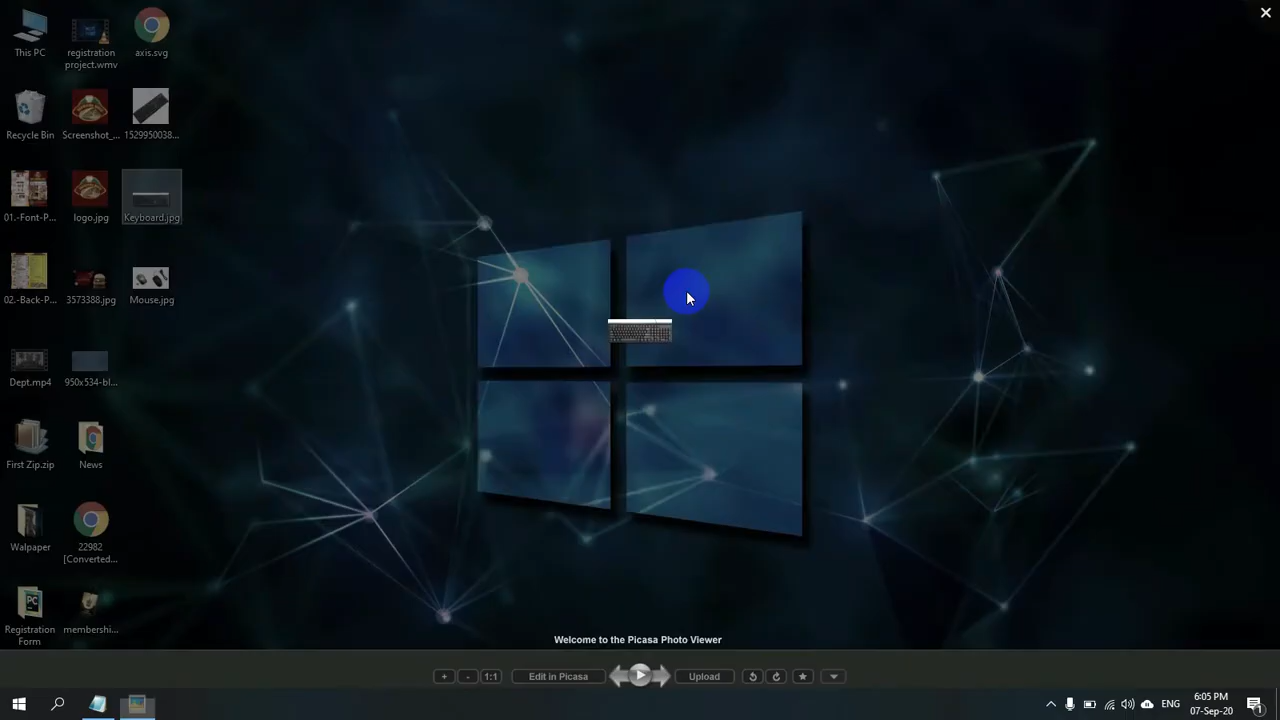 This PC
registration
project.wmv
axis.svg
Recycle Bin
Screenshot_...
1529950038...
01.-Font-P...
logo.jpg
Keyboard.jpg
02.-Back-P...
3573388.jpg
Mouse.jpg
Dept.mp4
950x534-bl...
First Zip.zip
News
Walpaper
22982
[Converted...
Registration
Form
membershi...
Welcome to the Picasa Photo Viewer
+ - 1:1 Edit in Picasa Upload
ENG
6:05 PM
07-Sep-20